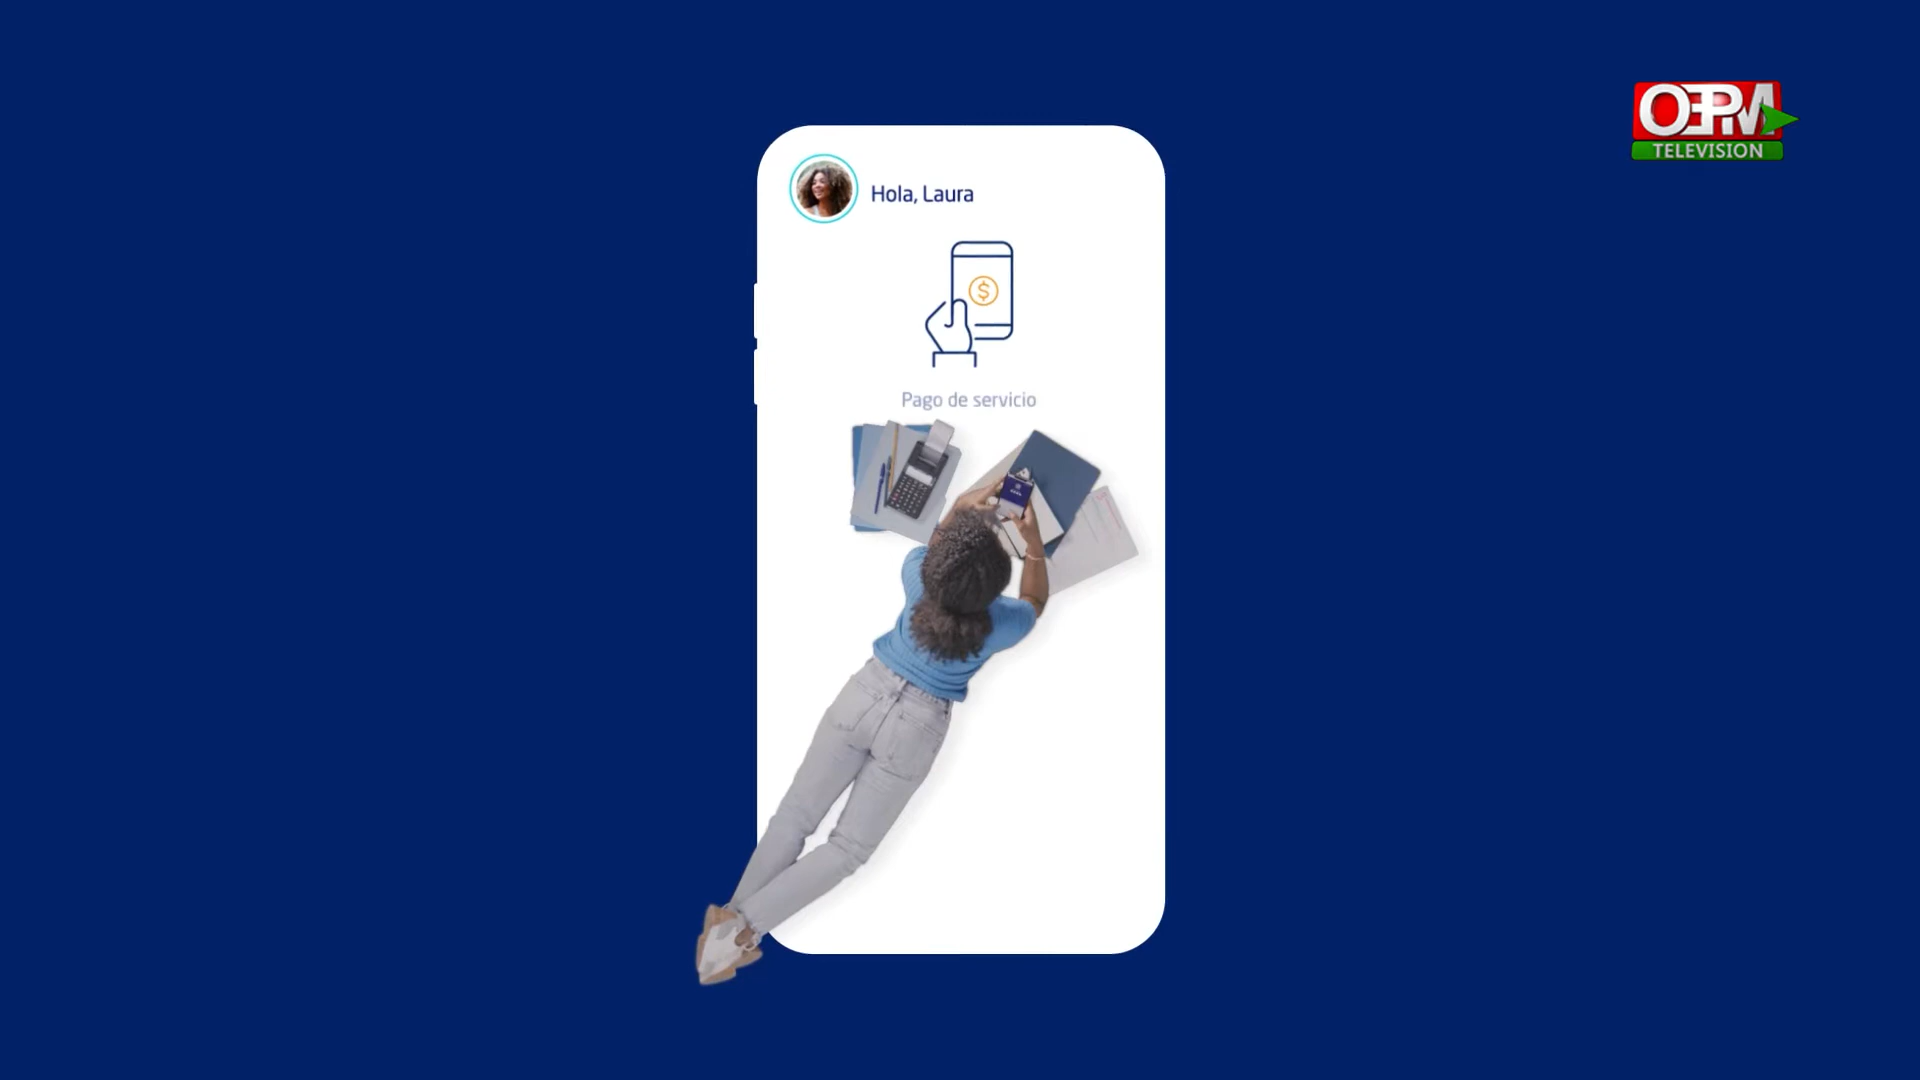 Hola, Laura
$
Pago de servicio
OEPM
TELEVISION